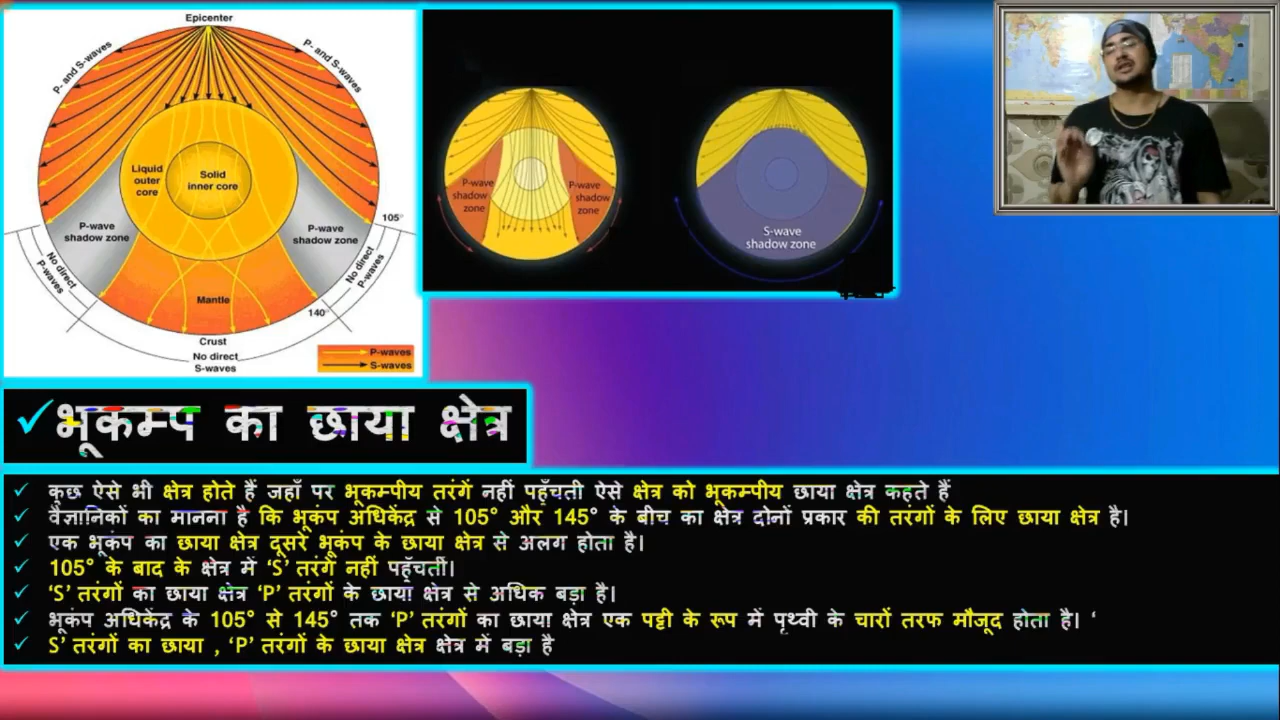 Epicenter
P- and S-waves
P- and S-waves
Liquid
outer
core
Solid
inner core
P-wave
shadow zone
P-wave
shadow zone
105°
No direct
P-waves
No direct
P-waves
Mantle
140°
Crust
No direct
S-waves
P-waves
S-waves
P-wave
shadow
zone
P-wave
shadow
zone
S-wave
shadow zone
✓भूकम्प का छाया क्षेत्र
✓ कुछ ऐसे भी क्षेत्र होते हैं जहाँ पर भूकम्पीय तरंगें नहीं पहुँचती ऐसे क्षेत्र को भूकम्पीय छाया क्षेत्र कहते हैं
✓ वैज्ञानिकों का मानना है कि भूकंप अधिकेंद्र से 105° और 145° के बीच का क्षेत्र दोनों प्रकार की तरंगों के लिए छाया क्षेत्र है।
✓ एक भूकंप का छाया क्षेत्र दूसरे भूकंप के छाया क्षेत्र से अलग होता है।
✓ 105° के बाद के क्षेत्र में ‘S’ तरंगें नहीं पहुँचतीं।
✓ ‘S’ तरंगों का छाया क्षेत्र ‘P’ तरंगों के छाया क्षेत्र से अधिक बड़ा है।
✓ भूकंप अधिकेंद्र के 105° से 145° तक ‘P’ तरंगों का छाया क्षेत्र एक पट्टी के रूप में पृथ्वी के चारों तरफ मौजूद होता है। ‘
✓ S’ तरंगों का छाया , ‘P’ तरंगों के छाया क्षेत्र क्षेत्र में बड़ा है